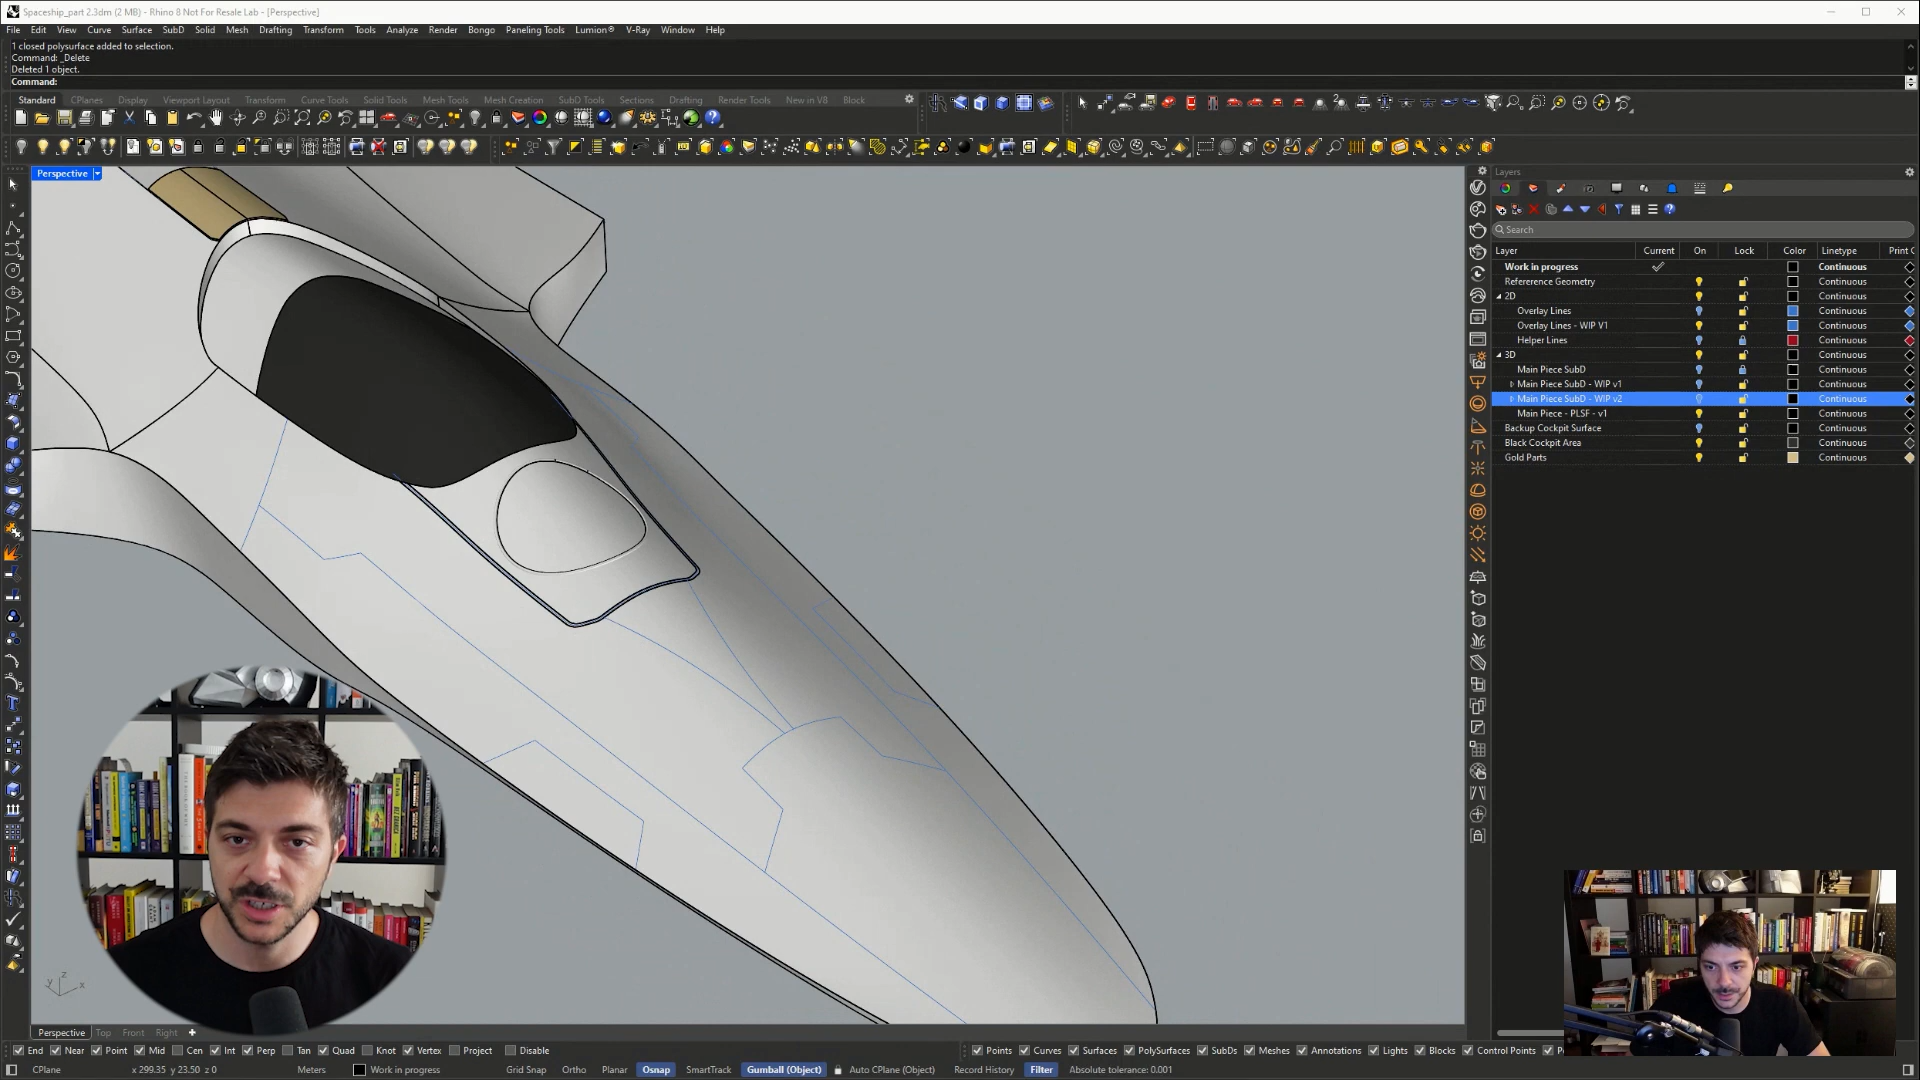 Spaceship_part 2.3dm (2 MB) - Rhino 8 Not For Resale Lab - [Perspective]
File Edit View Curve Surface SubD Solid Mesh Drafting Transform Tools Analyze Render Bongo Paneling Tools Lumion® V-Ray Window Help
1 closed polysurface added to selection.
Command: _Delete
Deleted 1 object.
Command:
Standard CPlanes Display Viewport Layout Transform Curve Tools Solid Tools Mesh Tools Mesh Creation SubD Tools Sections Drafting Render Tools New in V8 Block
Perspective
Layers
Search
Layer Current On Lock Color Linetype Print C
Work in progress Continuous
Refererence Geometry Continuous
2D Continuous
Overlay Lines Continuous
Overlay Lines - WIP V1 Continuous
Helper Lines Continuous
3D Continuous
Main Piece SubD Continuous
Main Piece SubD - WIP v1 Continuous
Main Piece SubD - WIP v2 Continuous
Main Piece - PLSF - v1 Continuous
Backup Cockpit Surface Continuous
Black Cockpit Area Continuous
Gold Parts Continuous
z
y
x
Perspective Top Front Right
End Near Point Mid Cen Int Perp Tan Quad Knot Vertex Project Disable Points Curves Surfaces PolySurfaces SubDs Meshes Annotations Lights Blocks Control Points
CPlane x 299.35 y 23.50 z 0 Meters Work in progress Grid Snap Ortho Planar Osnap SmartTrack Gumball (Object) Auto CPlane (Object) Record History Filter Absolute tolerance: 0.001